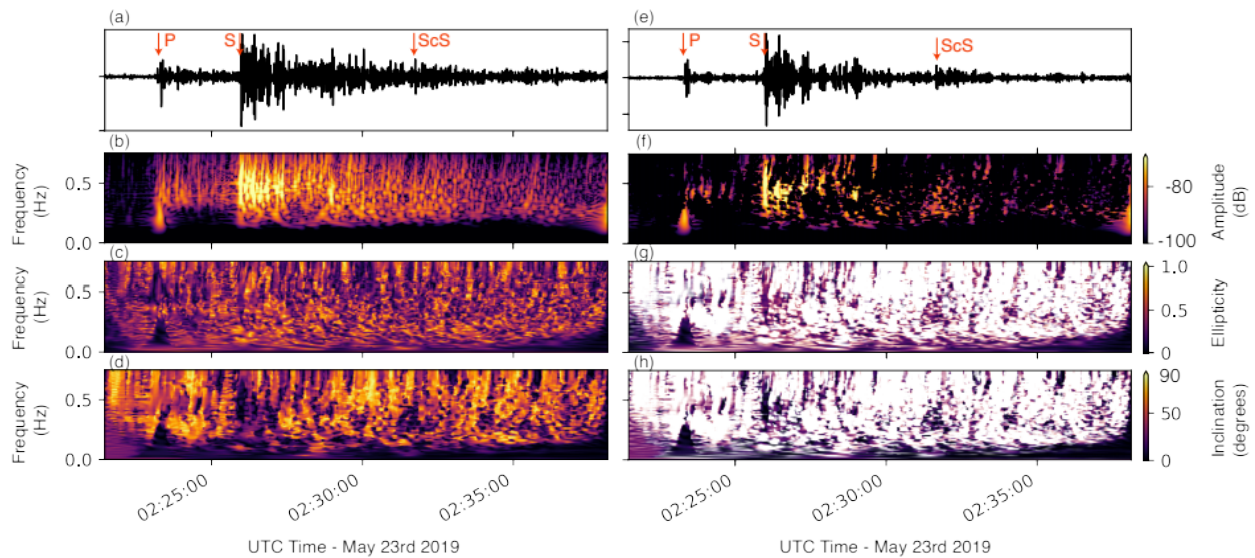 (a)
P
S
ScS
(e)
P
S
ScS
(b)
Frequency
(Hz)
0.5
0.0
(f)
-80
-100
Amplitude
(dB)
(c)
Frequency
(Hz)
0.5
0.0
(g)
1.0
0.5
0
Ellipticity
(d)
Frequency
(Hz)
0.5
0.0
(h)
90
50
0
Inclination
(degrees)
02:25:00
02:30:00
02:35:00
02:25:00
02:30:00
02:35:00
UTC Time - May 23rd 2019
UTC Time - May 23rd 2019